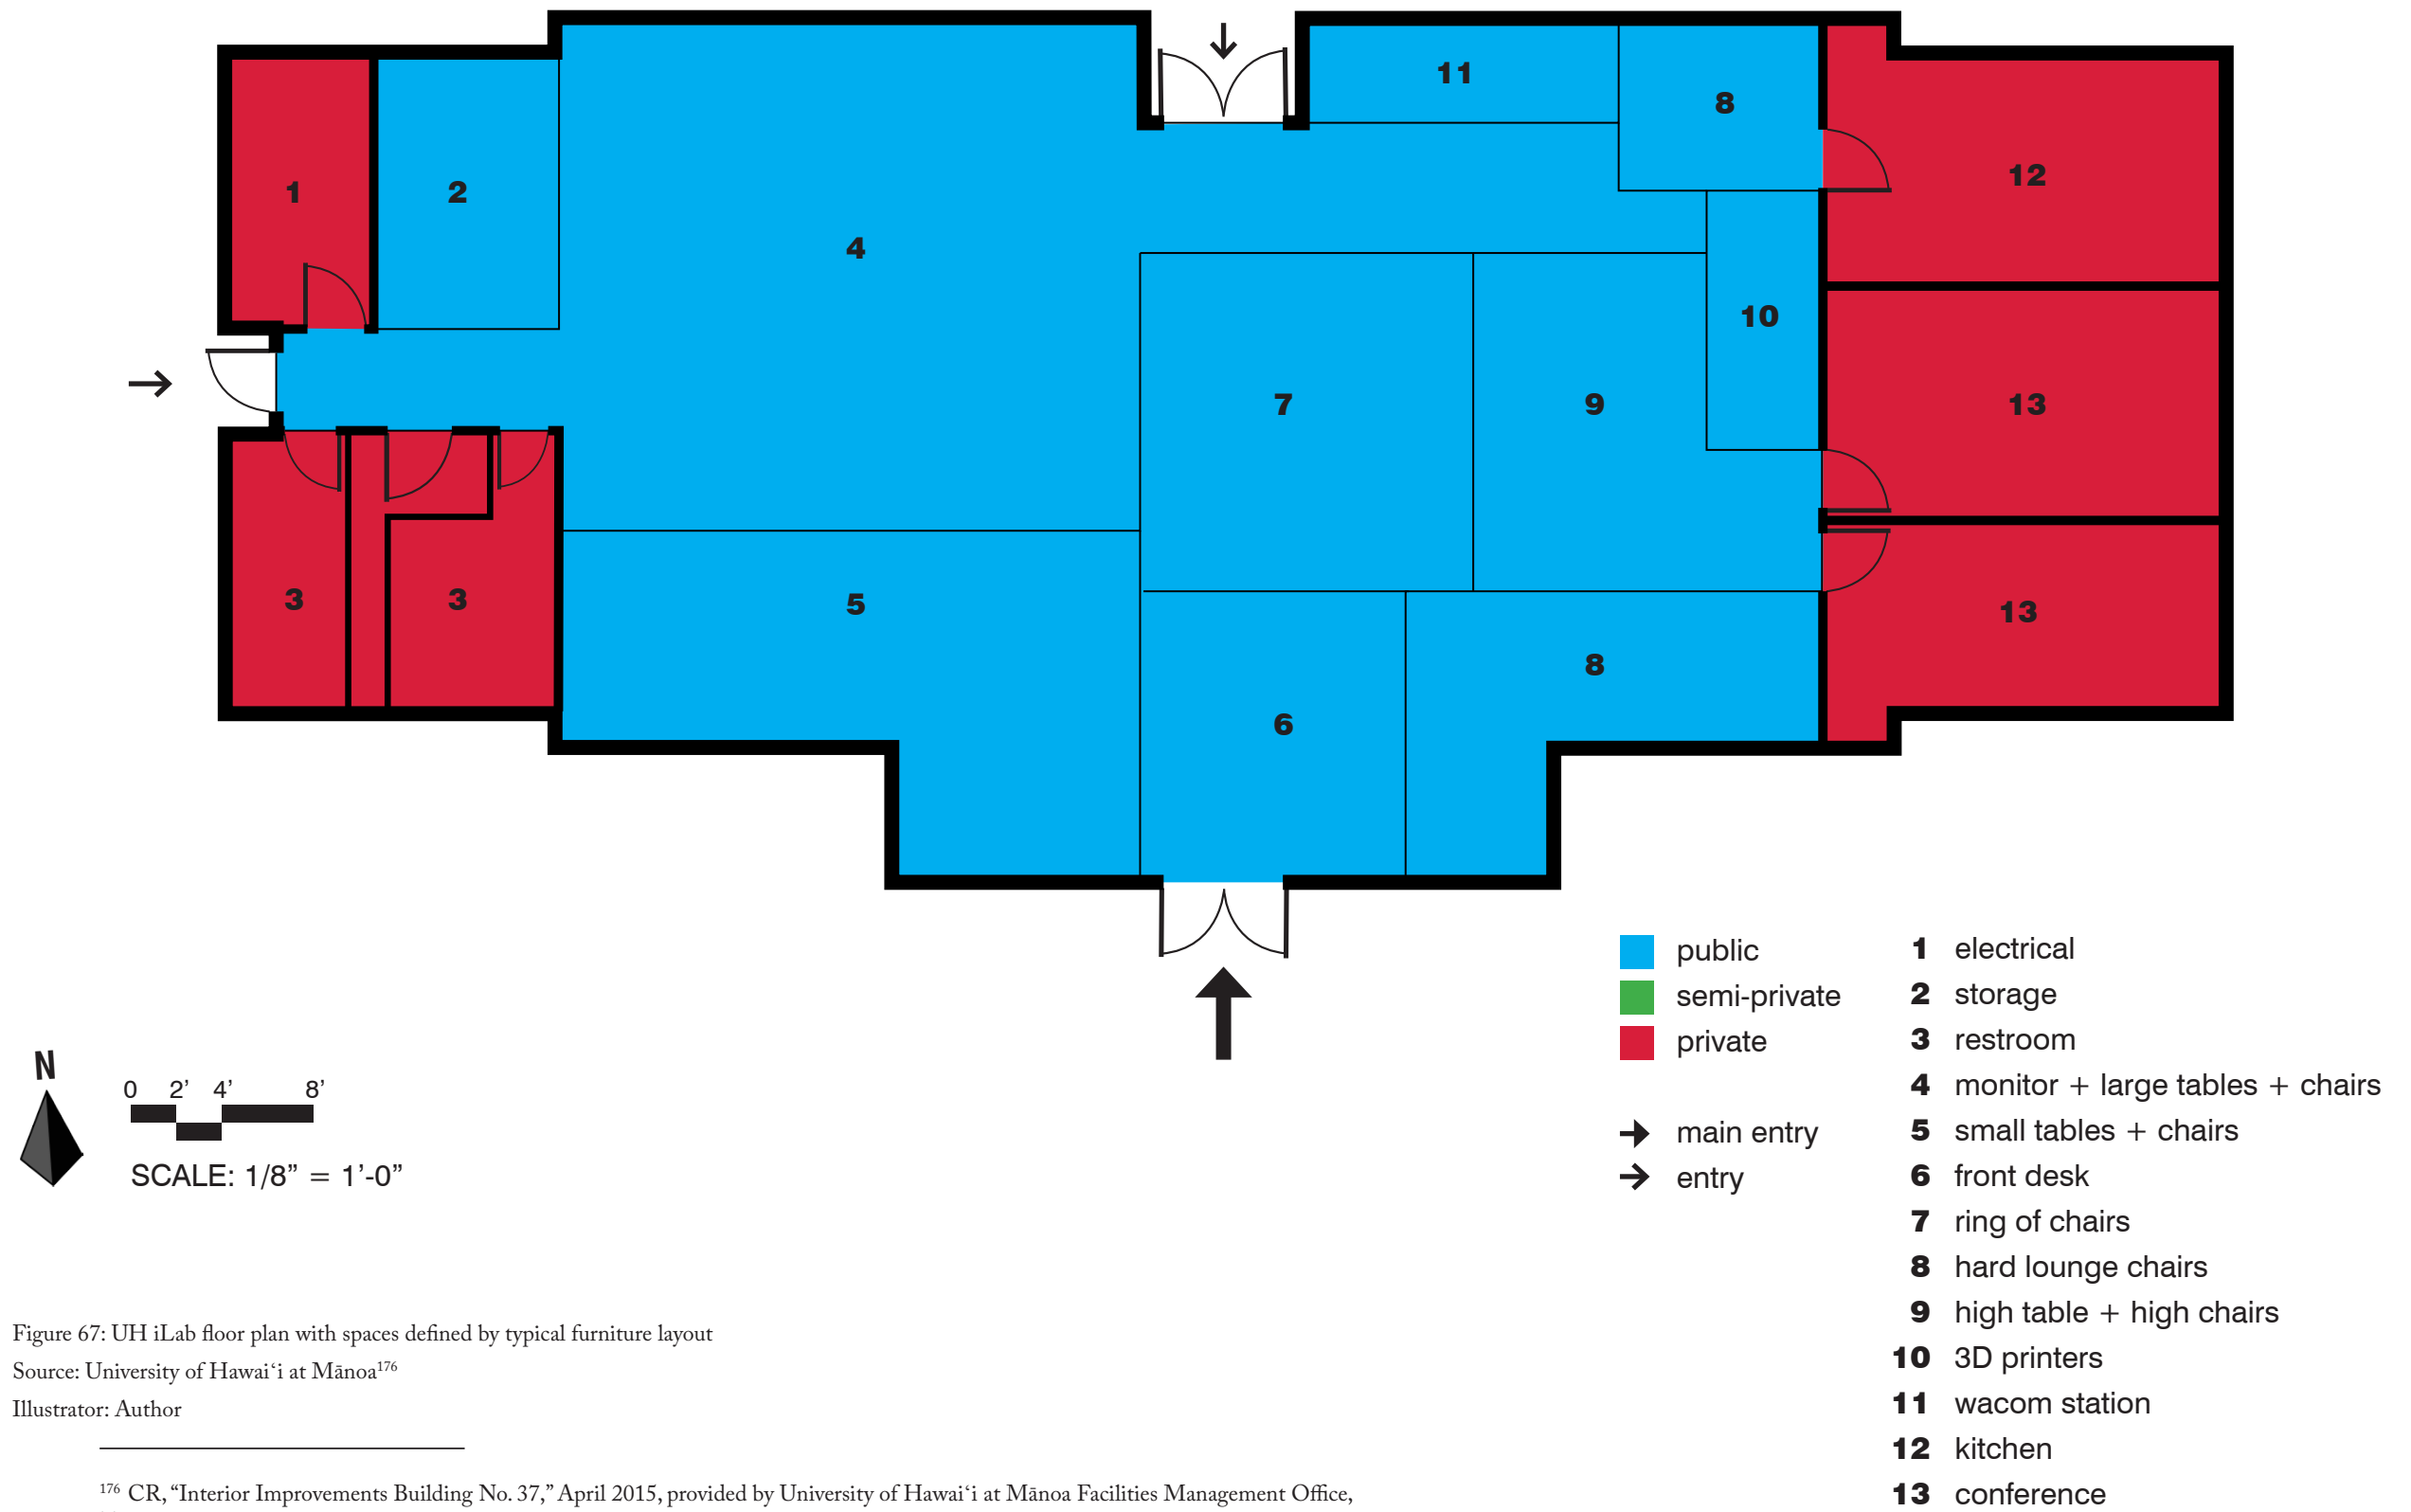 11
8
1
2
12
4
10
7
9
13
3
3
5
13
8
6
public
semi-private
private
main entry
entry
1 electrical
2 storage
3 restroom
4 monitor + large tables + chairs
5 small tables + chairs
6 front desk
7 ring of chairs
8 hard lounge chairs
9 high table + high chairs
10 3D printers
11 wacom station
12 kitchen
13 conference
N
0 2’ 4’ 8’
SCALE: 1/8” = 1’-0”
Figure 67: UH iLab floor plan with spaces defined by typical furniture layout
Source: University of Hawai‘i at Mānoa¹⁷⁶
Illustrator: Author
¹⁷⁶ CR, “Interior Improvements Building No. 37,” April 2015, provided by University of Hawai‘i at Mānoa Facilities Management Office,